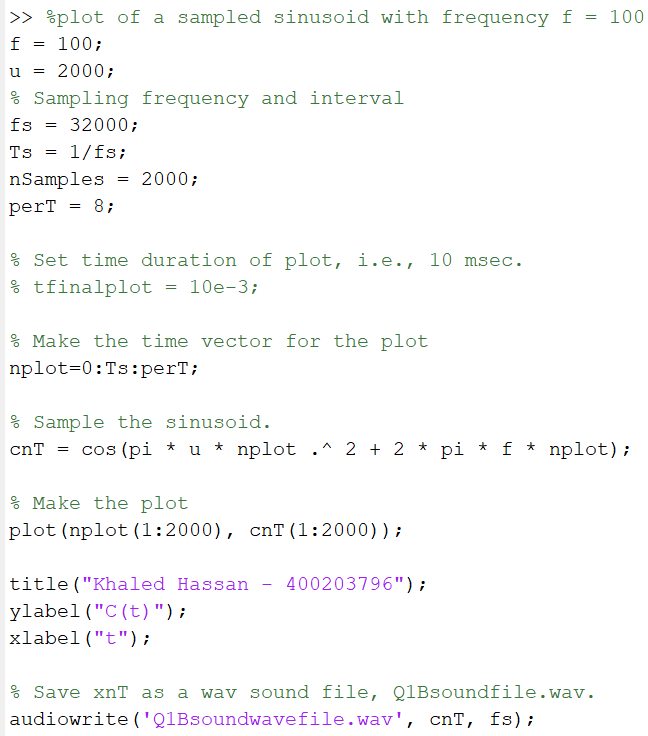 >> %plot of a sampled sinusoid with frequency f = 100
f = 100;
u = 2000;
% Sampling frequency and interval
fs = 32000;
Ts = 1/fs;
nSamples = 2000;
perT = 8;
% Set time duration of plot, i.e., 10 msec.
% tfinalplot = 10e-3;
% Make the time vector for the plot
nplot=0:Ts:perT;
% Sample the sinusoid.
cnT = cos(pi * u * nplot .^ 2 + 2 * pi * f * nplot);
% Make the plot
plot(nplot(1:2000), cnT(1:2000));
title("Khaled Hassan - 400203796");
ylabel("C(t)");
xlabel("t");
% Save xnT as a wav sound file, Q1Bsoundfile.wav.
audiowrite('Q1Bsoundwavefile.wav', cnT, fs);